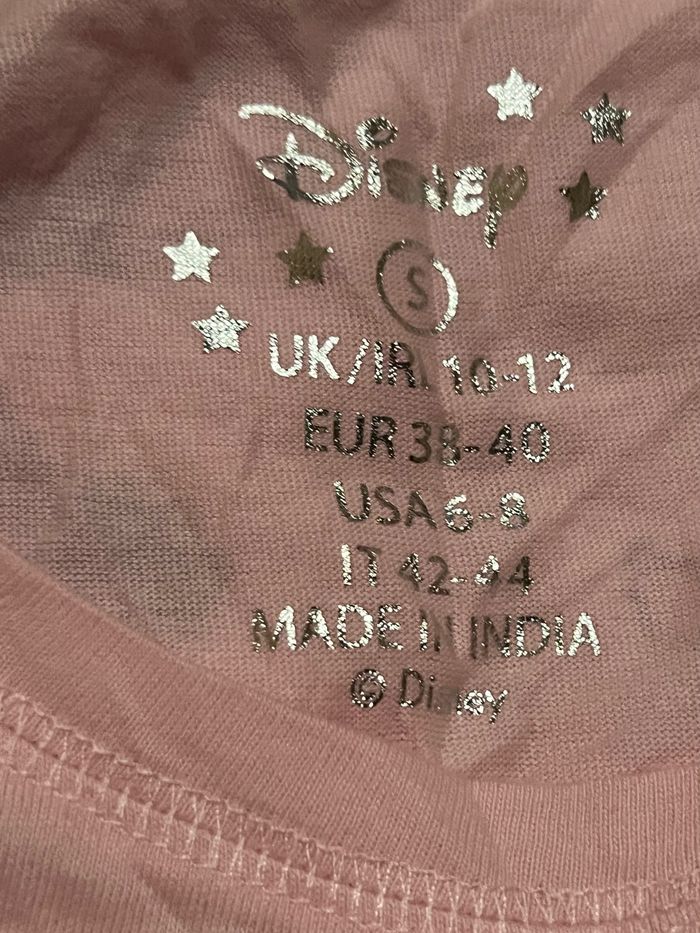 Disney
S
UK/IRL 10-12
EUR 38-40
USA 6-8
IT 42-44
MADE IN INDIA
© Disney